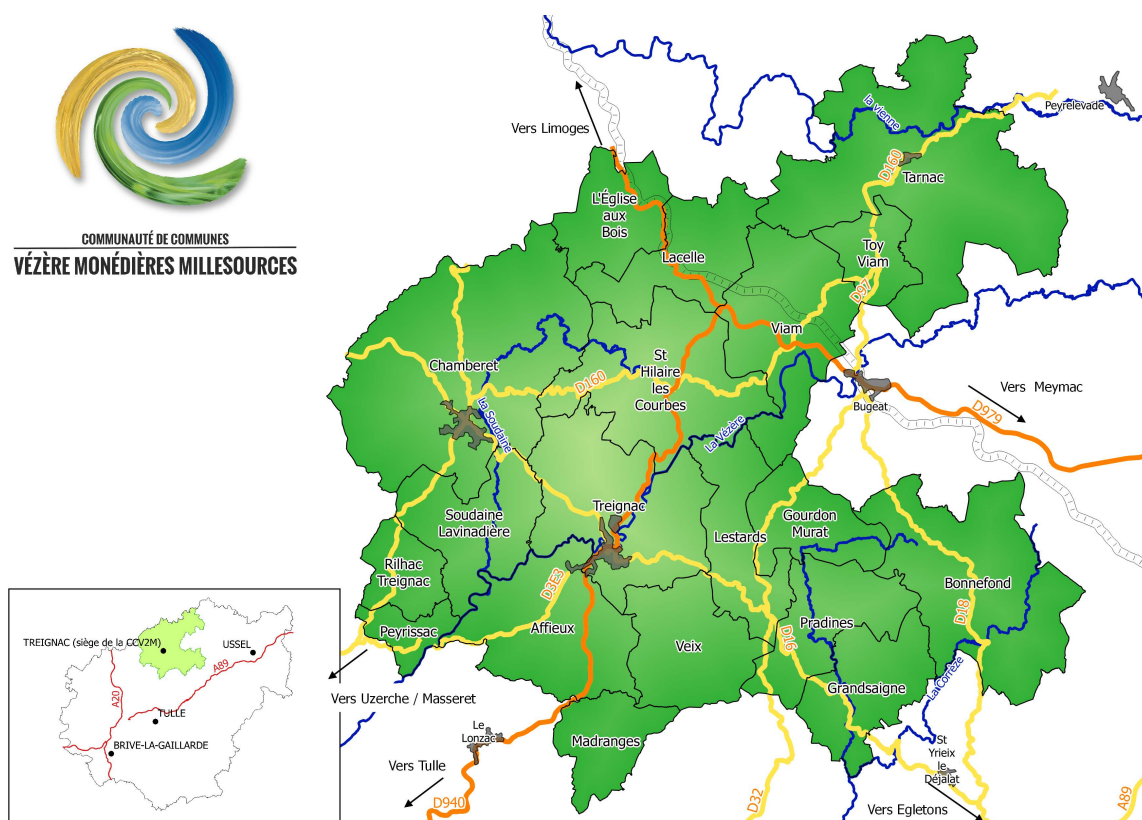 COMMUNAUTÉ DE COMMUNES
VÉZÈRE MONÉDIÈRES MILLESOURCES
Vers Limoges
la vienne
Peyrelevade
D160
Tarnac
L'Église
aux
Bois
Toy
Viam
Lacelle
D97
Viam
Chamberet
St
Hilaire
les
Courbes
D160
Vers Meymac
Bugeat
D979
La Soudaine
La Vézère
Treignac
Soudaine
Lavinadière
Gourdon
Murat
Lestards
Rilhac
Treignac
D3E3
Bonnefond
D18
Peyrissac
Affieux
Pradines
D16
Veix
La Corrèze
Grandsaigne
Vers Uzerche / Masseret
Le
Lonzac
Madranges
St
Yrieix
le
Déjalat
Vers Tulle
D940
D32
Vers Egletons
A89
TREIGNAC (siège de la CCV2M)
USSEL
A89
A20
TULLE
BRIVE-LA-GAILLARDE